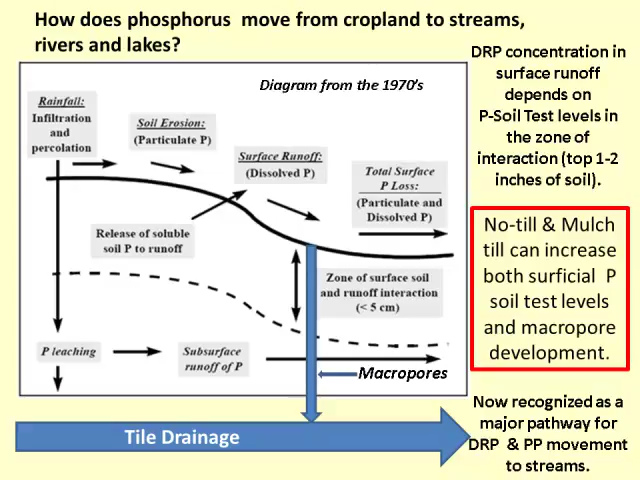 How does phosphorus  move from cropland to streams,
rivers and lakes?
Diagram from the 1970's
Rainfall:
Infiltration
and
percolation
Soil Erosion:
(Particulate P)
Surface Runoff:
(Dissolved P)
Total Surface
P Loss:
(Particulate and
Dissolved P)
Release of soluble
soil P to runoff
Zone of surface soil
and runoff interaction
(< 5 cm)
P leaching
Subsurface
runoff of P
Macropores
Tile Drainage
DRP concentration in
surface runoff
depends on
P-Soil Test levels in
the zone of
interaction (top 1-2
inches of soil).
No-till & Mulch
till can increase
both surficial  P
soil test levels
and macropore
development.
Now recognized as a
major pathway for
DRP  & PP movement
to streams.